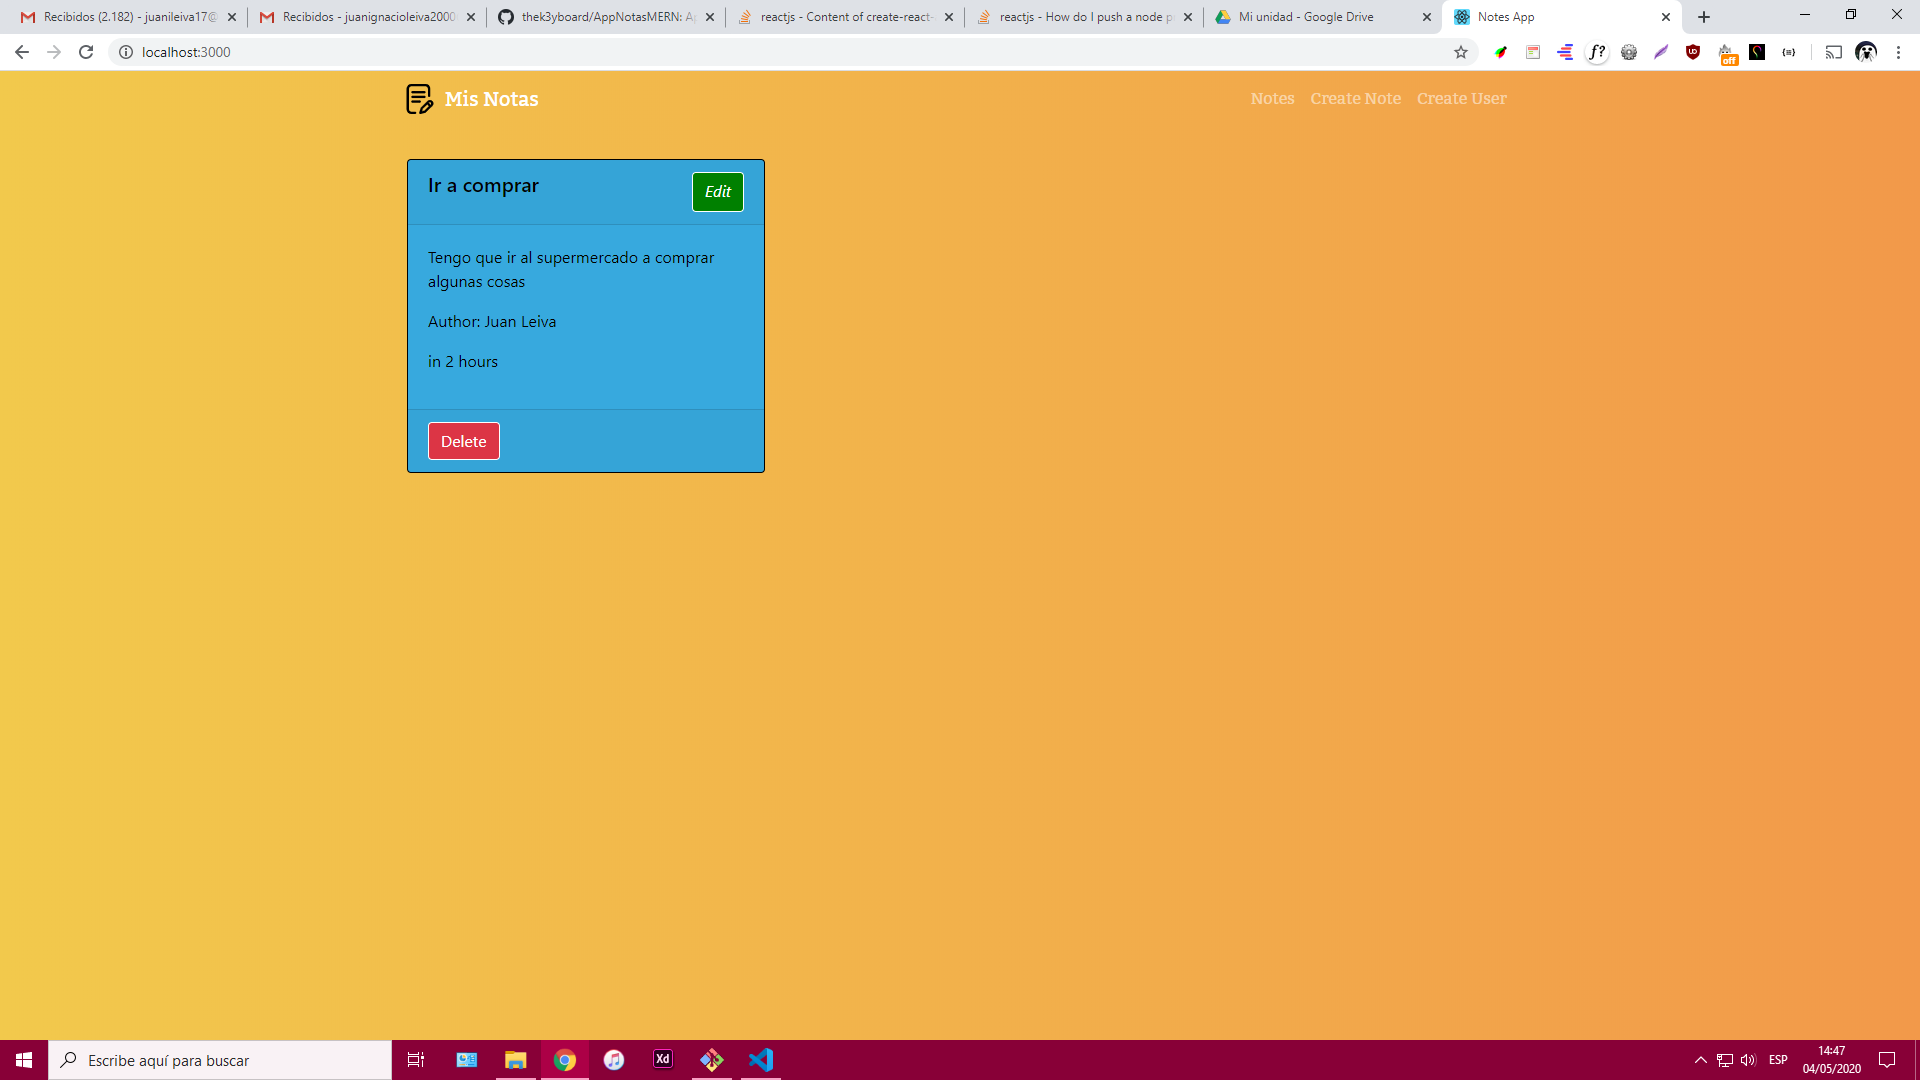 Recibidos (2.182) - juanileiva17@
Recibidos - juanignacioleiva2000
thek3yboard/AppNotasMERN: A
reactjs - Content of create-react-
reactjs - How do I push a node p
Mi unidad - Google Drive
Notes App
localhost:3000
f?
off
Mis Notas
Notes
Create Note
Create User
Ir a comprar
Edit
Tengo que ir al supermercado a comprar
algunas cosas
Author: Juan Leiva
in 2 hours
Delete
Escribe aquí para buscar
Xd
ESP
14:47
04/05/2020